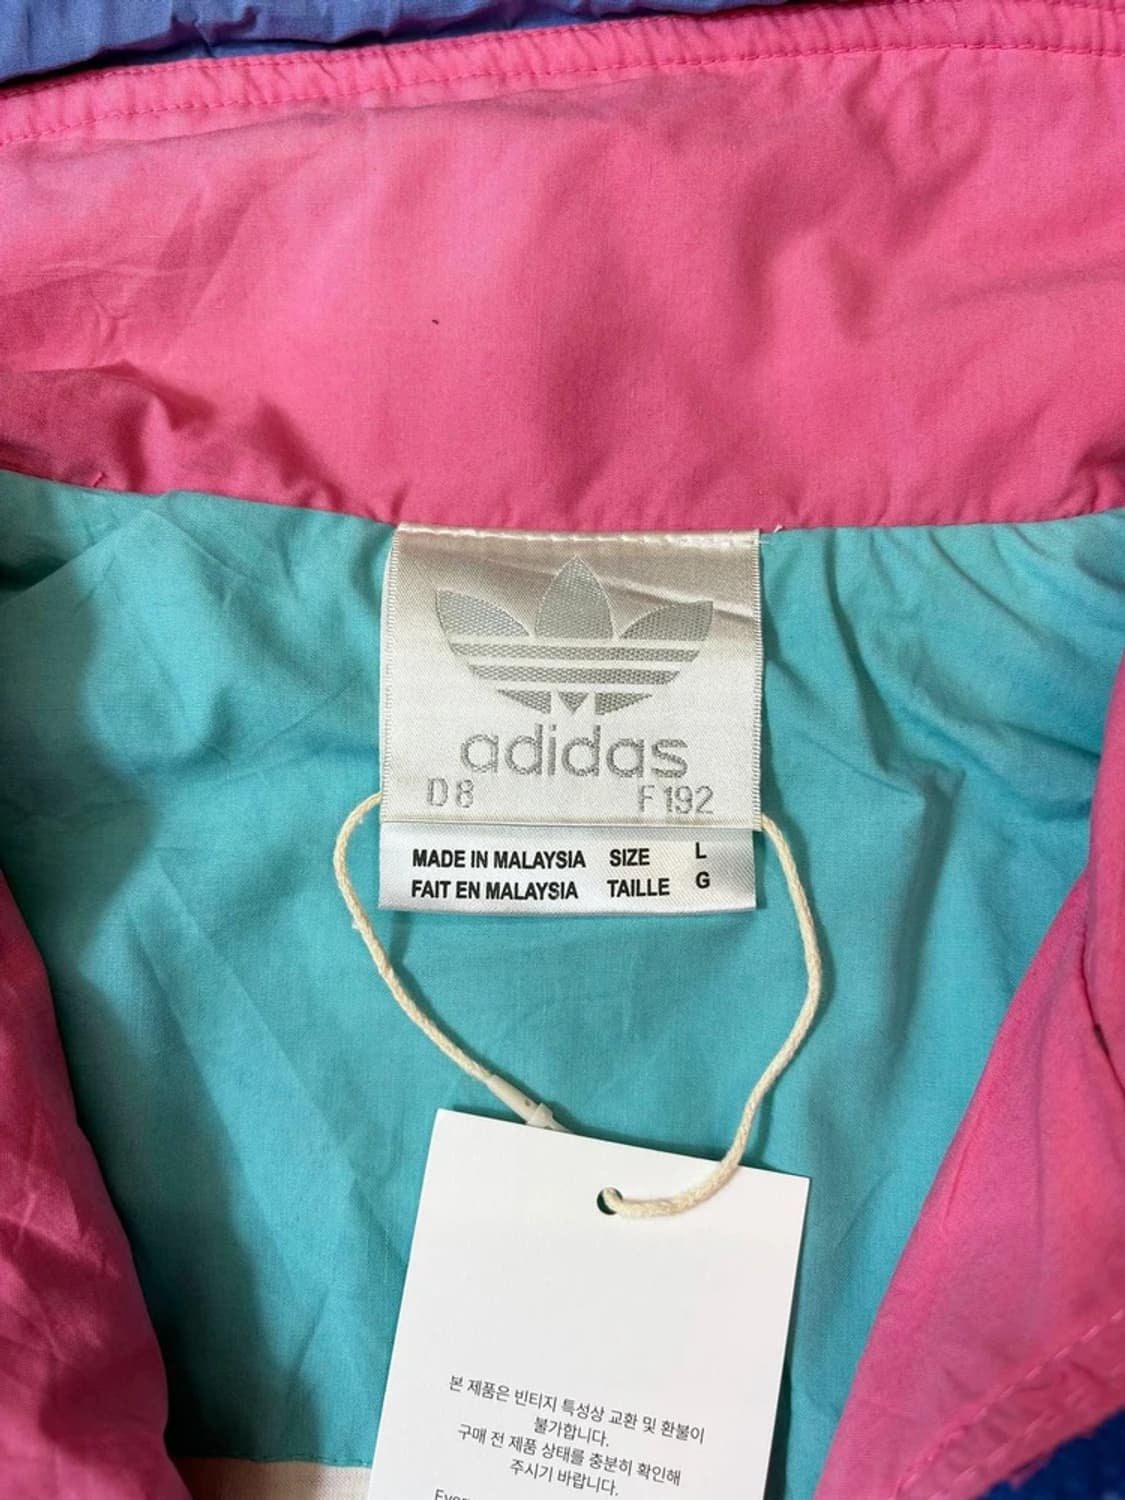 adidas
D8 F192
MADE IN MALAYSIA SIZE L
FAIT EN MALAYSIA TAILLE G
본 제품은 빈티지 특성상 교환 및 환불이
불가합니다.
구매 전 제품 상태를 충분히 확인해
주시기 바랍니다.